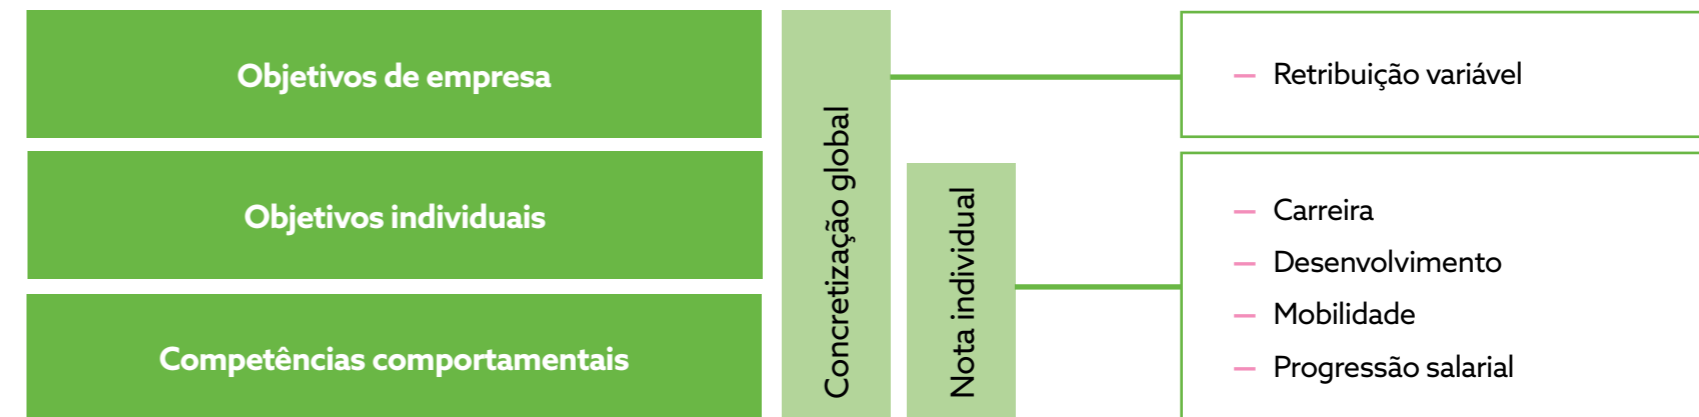 Objetivos de empresa
Objetivos individuais
Competências comportamentais
Concretização global
Nota individual
— Retribuição variável
— Carreira
— Desenvolvimento
— Mobilidade
— Progressão salarial